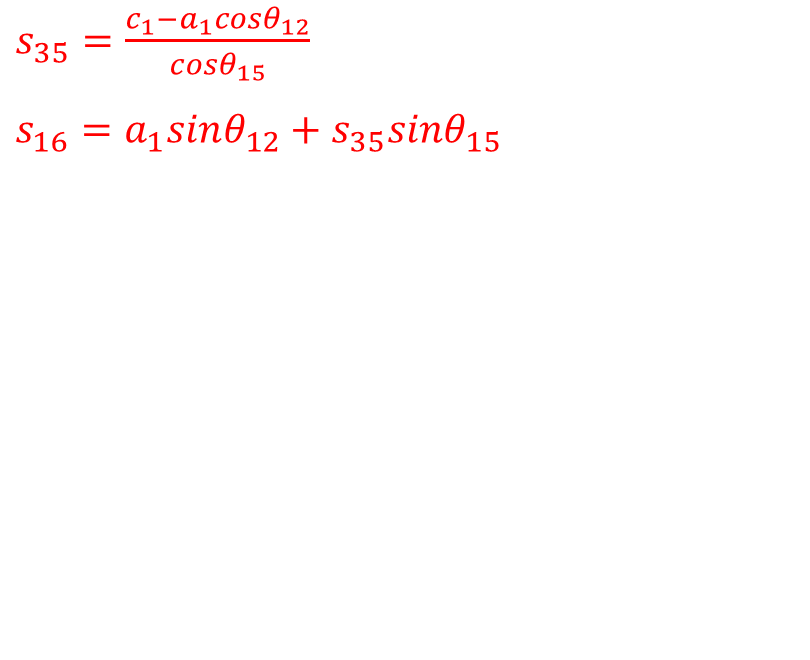 s₃₅ = (c₁−a₁cosθ₁₂)/(cosθ₁₅)
s₁₆ = a₁sinθ₁₂ + s₃₅sinθ₁₅